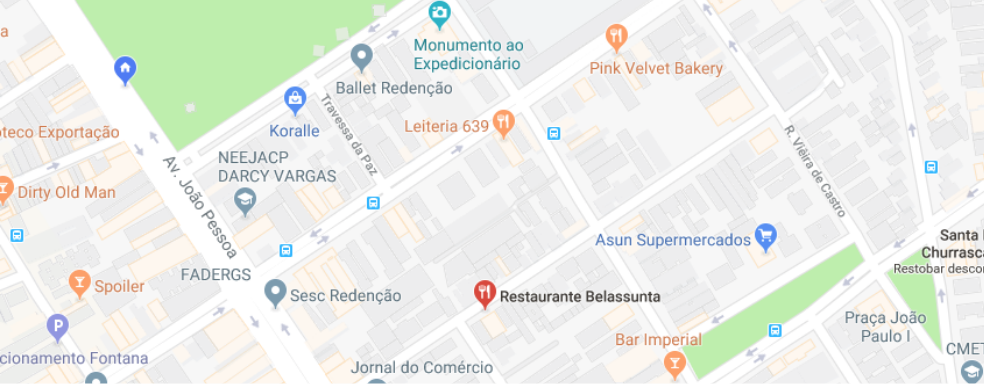 a
Monumento ao
Expedicionário
Pink Velvet Bakery
Ballet Redenção
Travessa da Paz
Koralle
Leiteria 639
oteco Exportação
NEEJACP
DARCY VARGAS
Av. João Pessoa
R. Viêira de Castro
Dirty Old Man
Asun Supermercados
Santa
Churrasca
Restobar descor
FADERGS
Spoiler
Sesc Redenção
Restaurante Belassunta
P
Praça João
Paulo I
Bar Imperial
cionamento Fontana
Jornal do Comércio
CMET